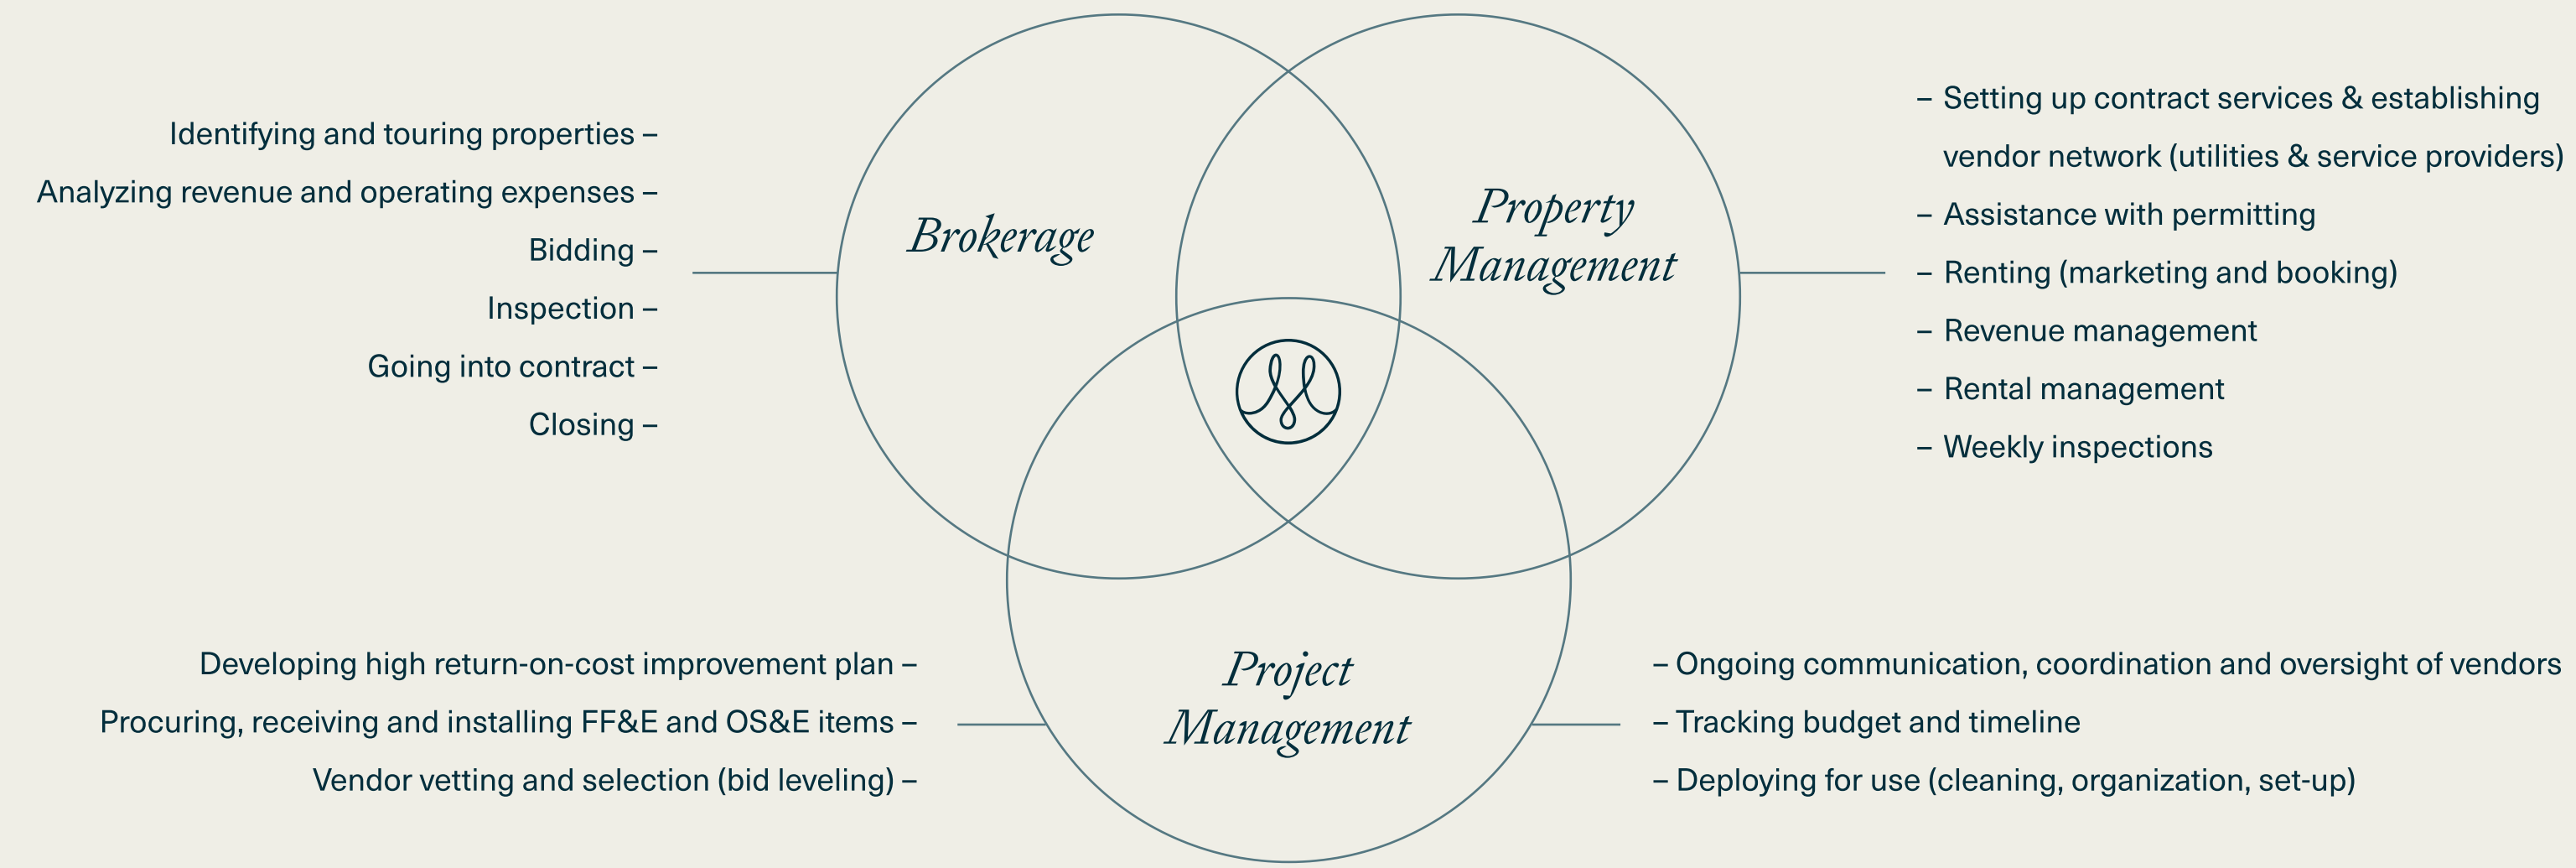 Identifying and touring properties –
Analyzing revenue and operating expenses –
Bidding –
Inspection –
Going into contract –
Closing –
Brokerage
Property
Management
– Setting up contract services & establishing
vendor network (utilities & service providers)
– Assistance with permitting
– Renting (marketing and booking)
– Revenue management
– Rental management
– Weekly inspections
Developing high return-on-cost improvement plan –
Procuring, receiving and installing FF&E and OS&E items –
Vendor vetting and selection (bid leveling) –
Project
Management
– Ongoing communication, coordination and oversight of vendors
– Tracking budget and timeline
– Deploying for use (cleaning, organization, set-up)